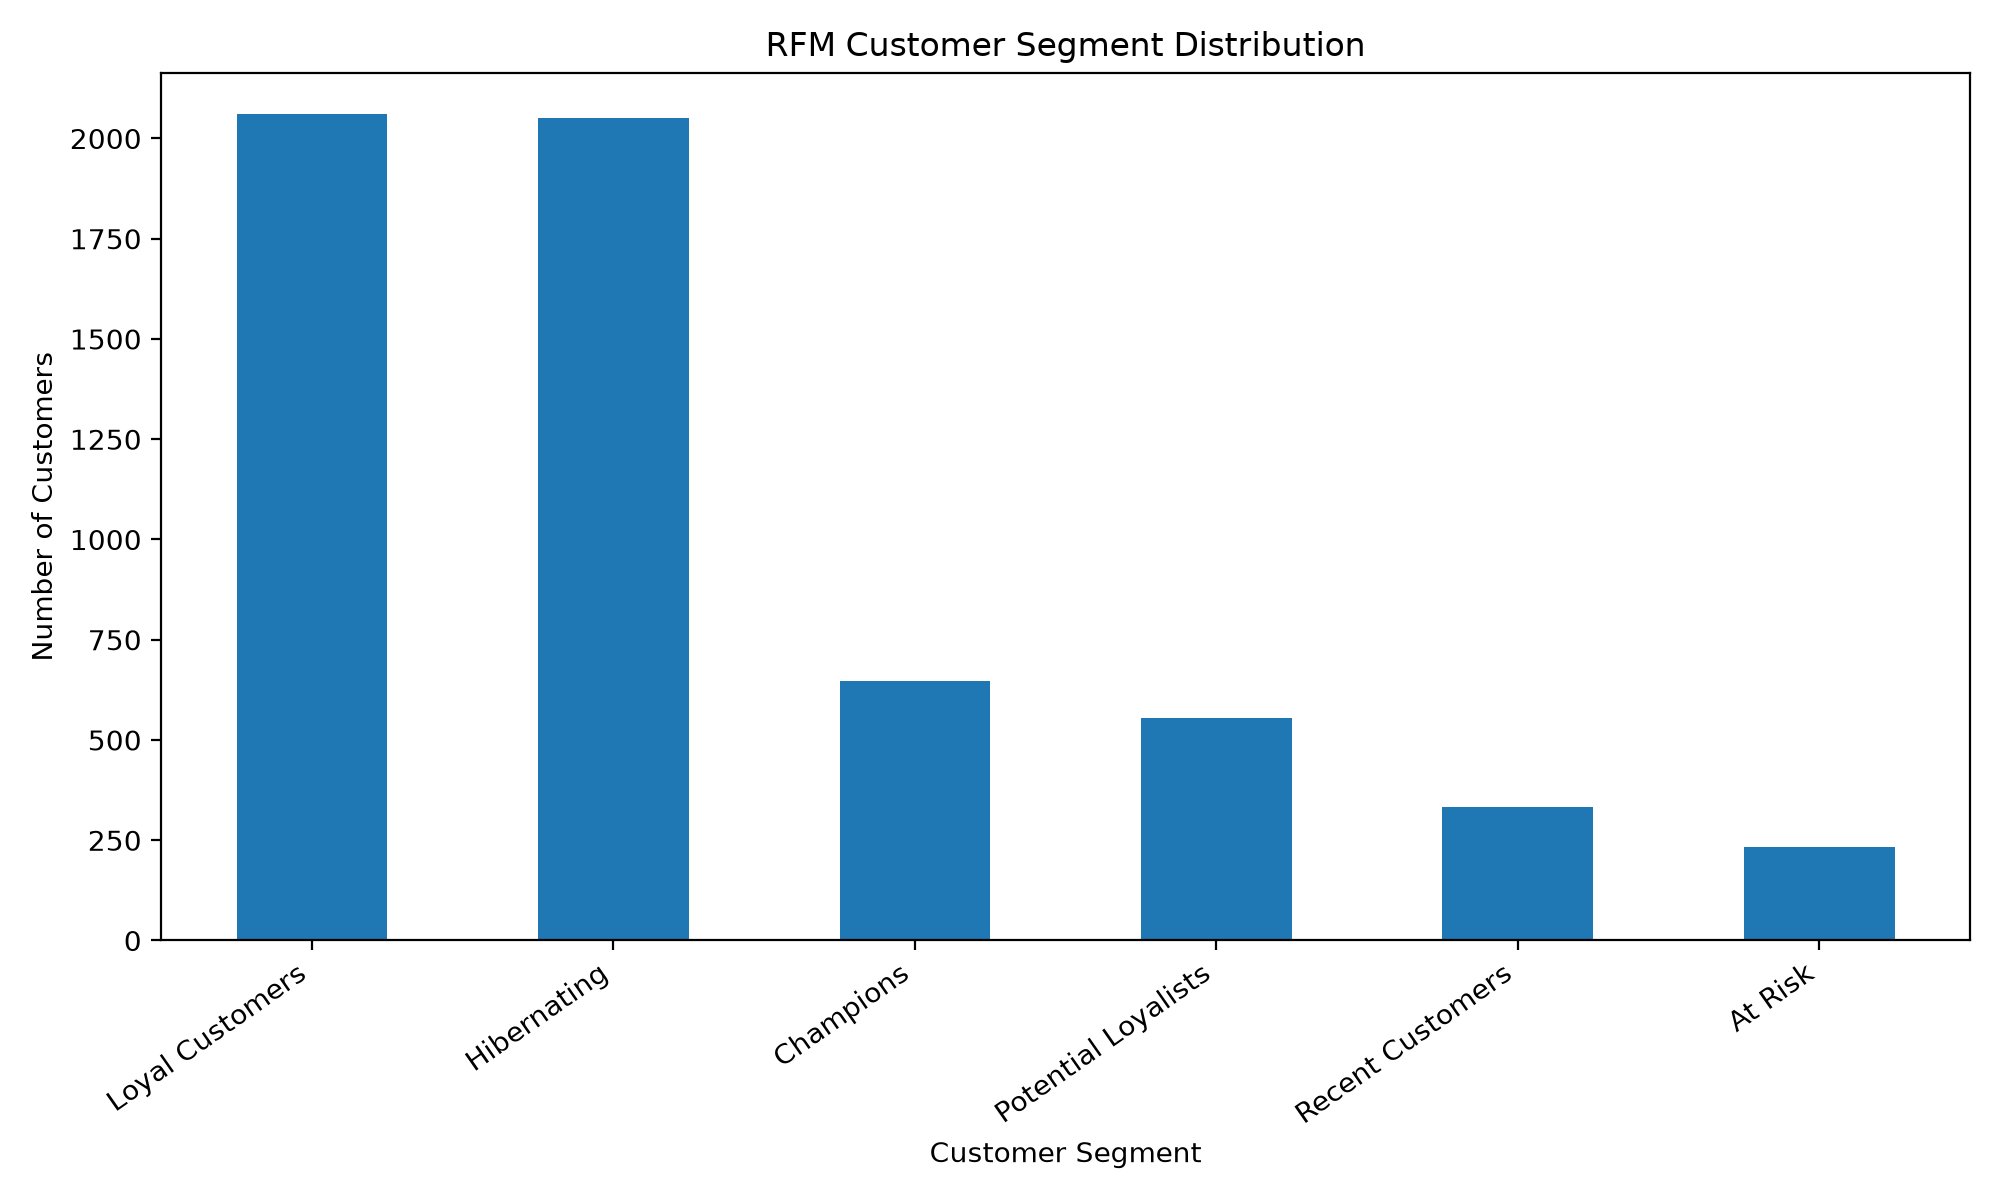 RFM Customer Segment Distribution
Number of Customers
2000
1750
1500
1250
1000
750
500
250
0
Loyal Customers
Hibernating
Champions
Potential Loyalists
Recent Customers
At Risk
Customer Segment